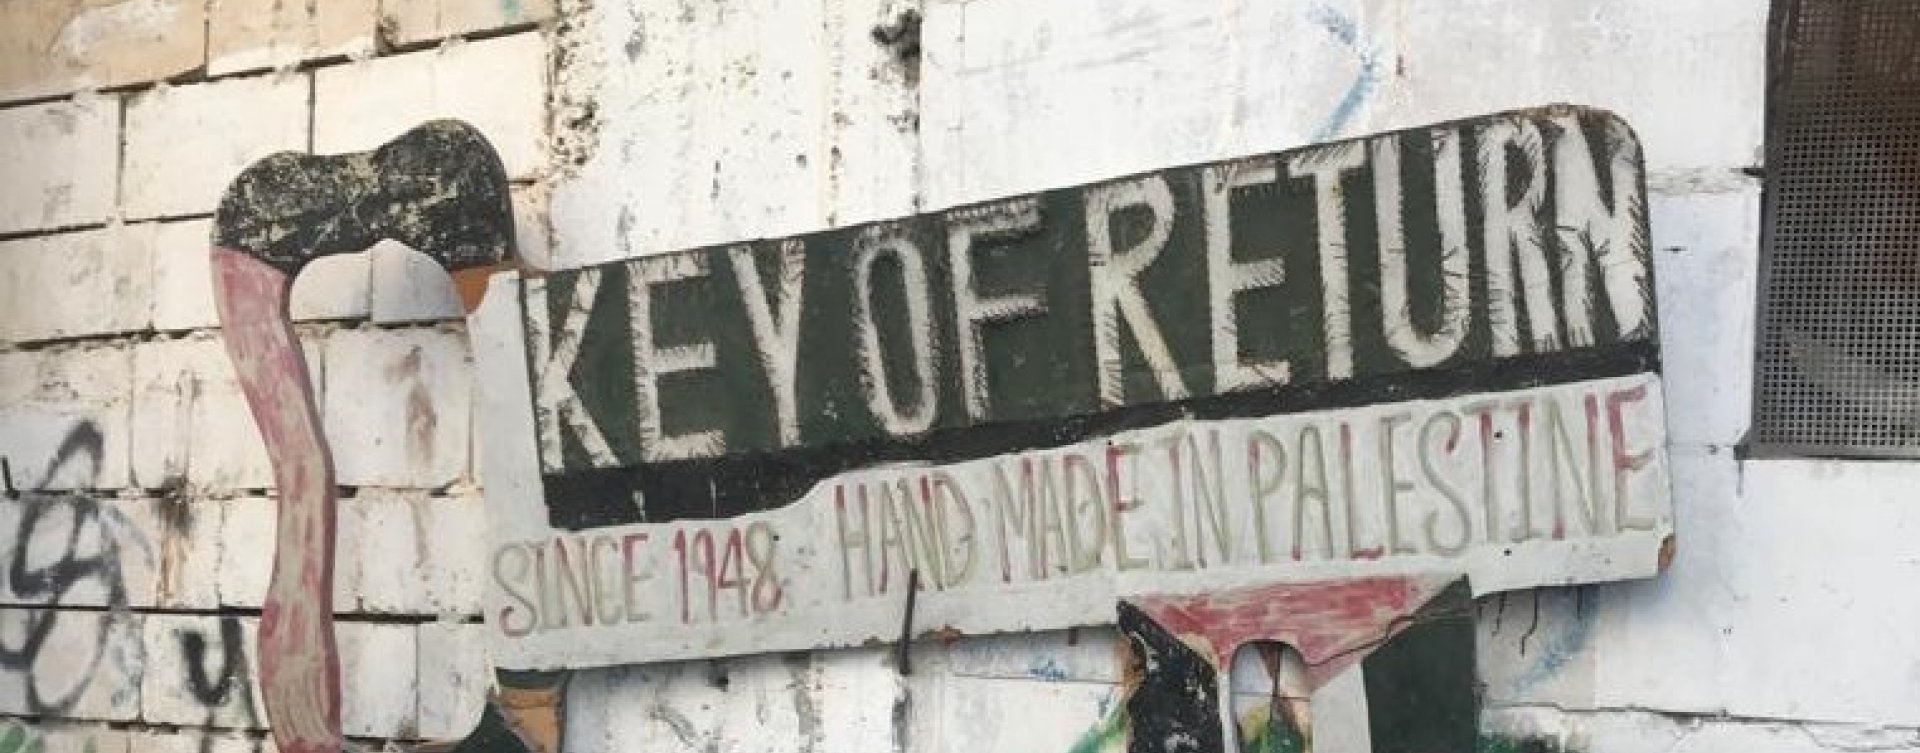 KEY OF RETURN
SINCE 1948 HAND MADE IN PALESTINE